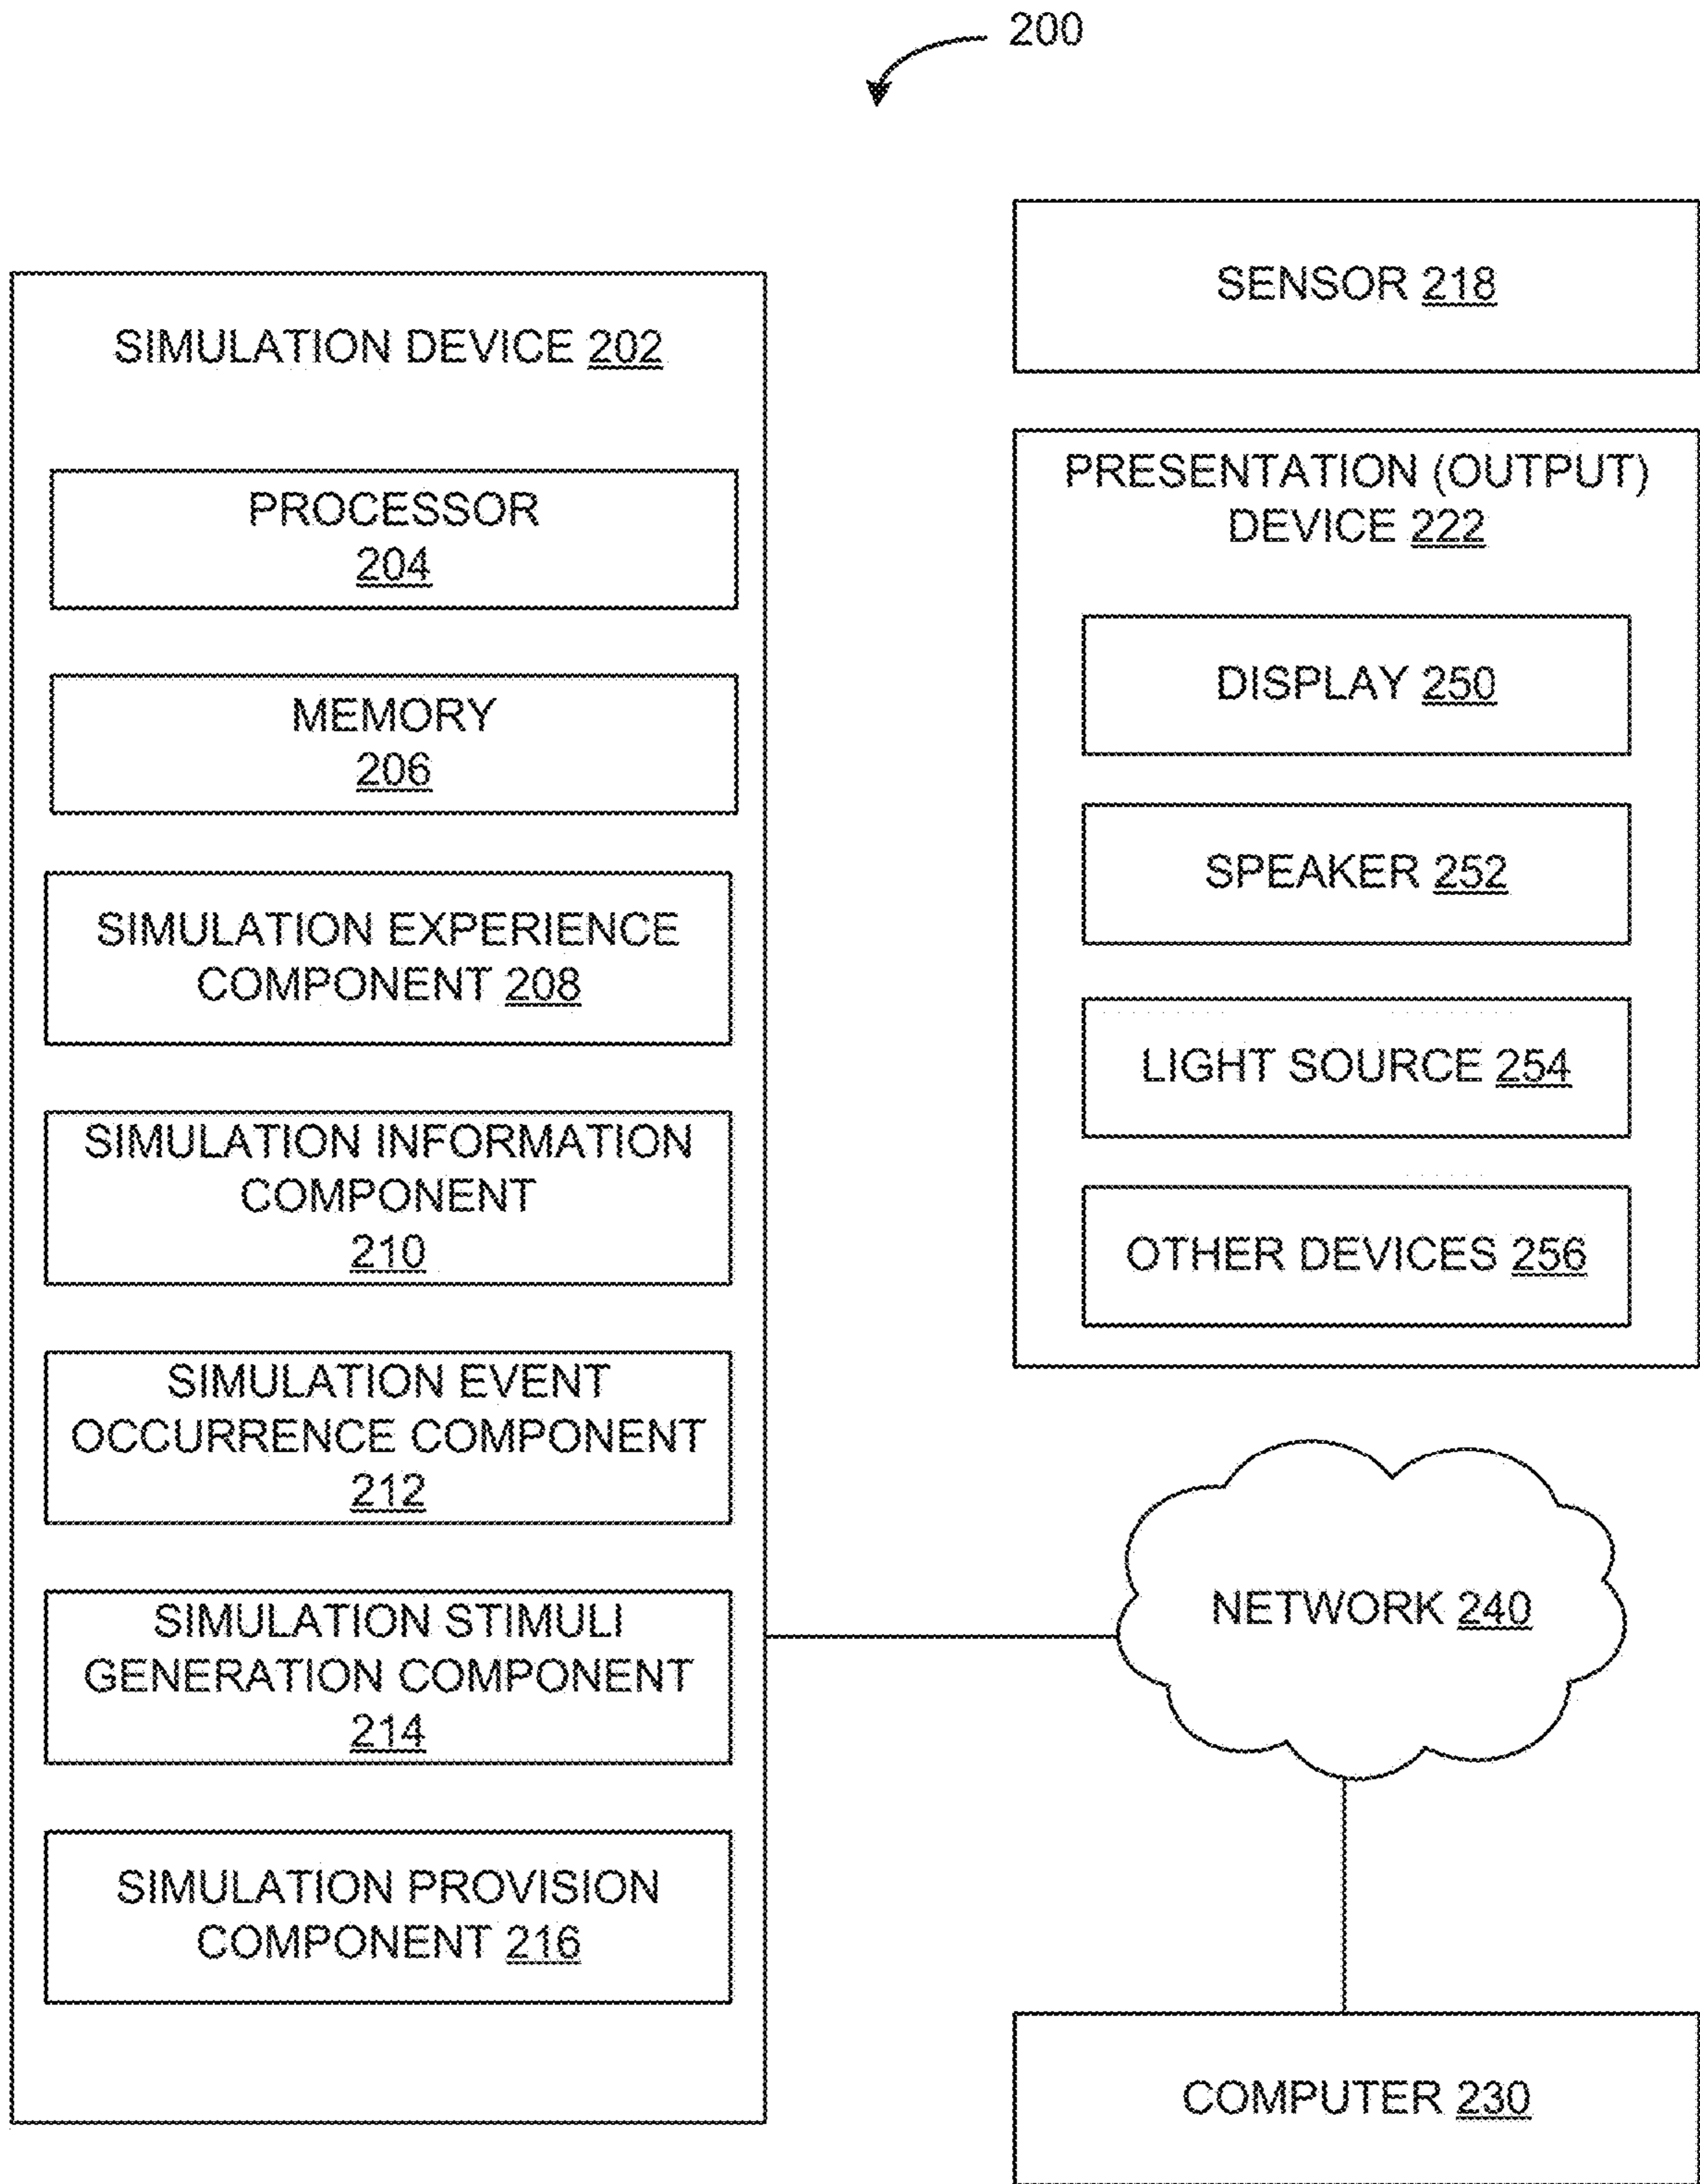 200
SIMULATION DEVICE 202
PROCESSOR
204
MEMORY
206
SIMULATION EXPERIENCE
COMPONENT 208
SIMULATION INFORMATION
COMPONENT
210
SIMULATION EVENT
OCCURRENCE COMPONENT
212
SIMULATION STIMULI
GENERATION COMPONENT
214
SIMULATION PROVISION
COMPONENT 216
SENSOR 218
PRESENTATION (OUTPUT)
DEVICE 222
DISPLAY 250
SPEAKER 252
LIGHT SOURCE 254
OTHER DEVICES 256
NETWORK 240
COMPUTER 230